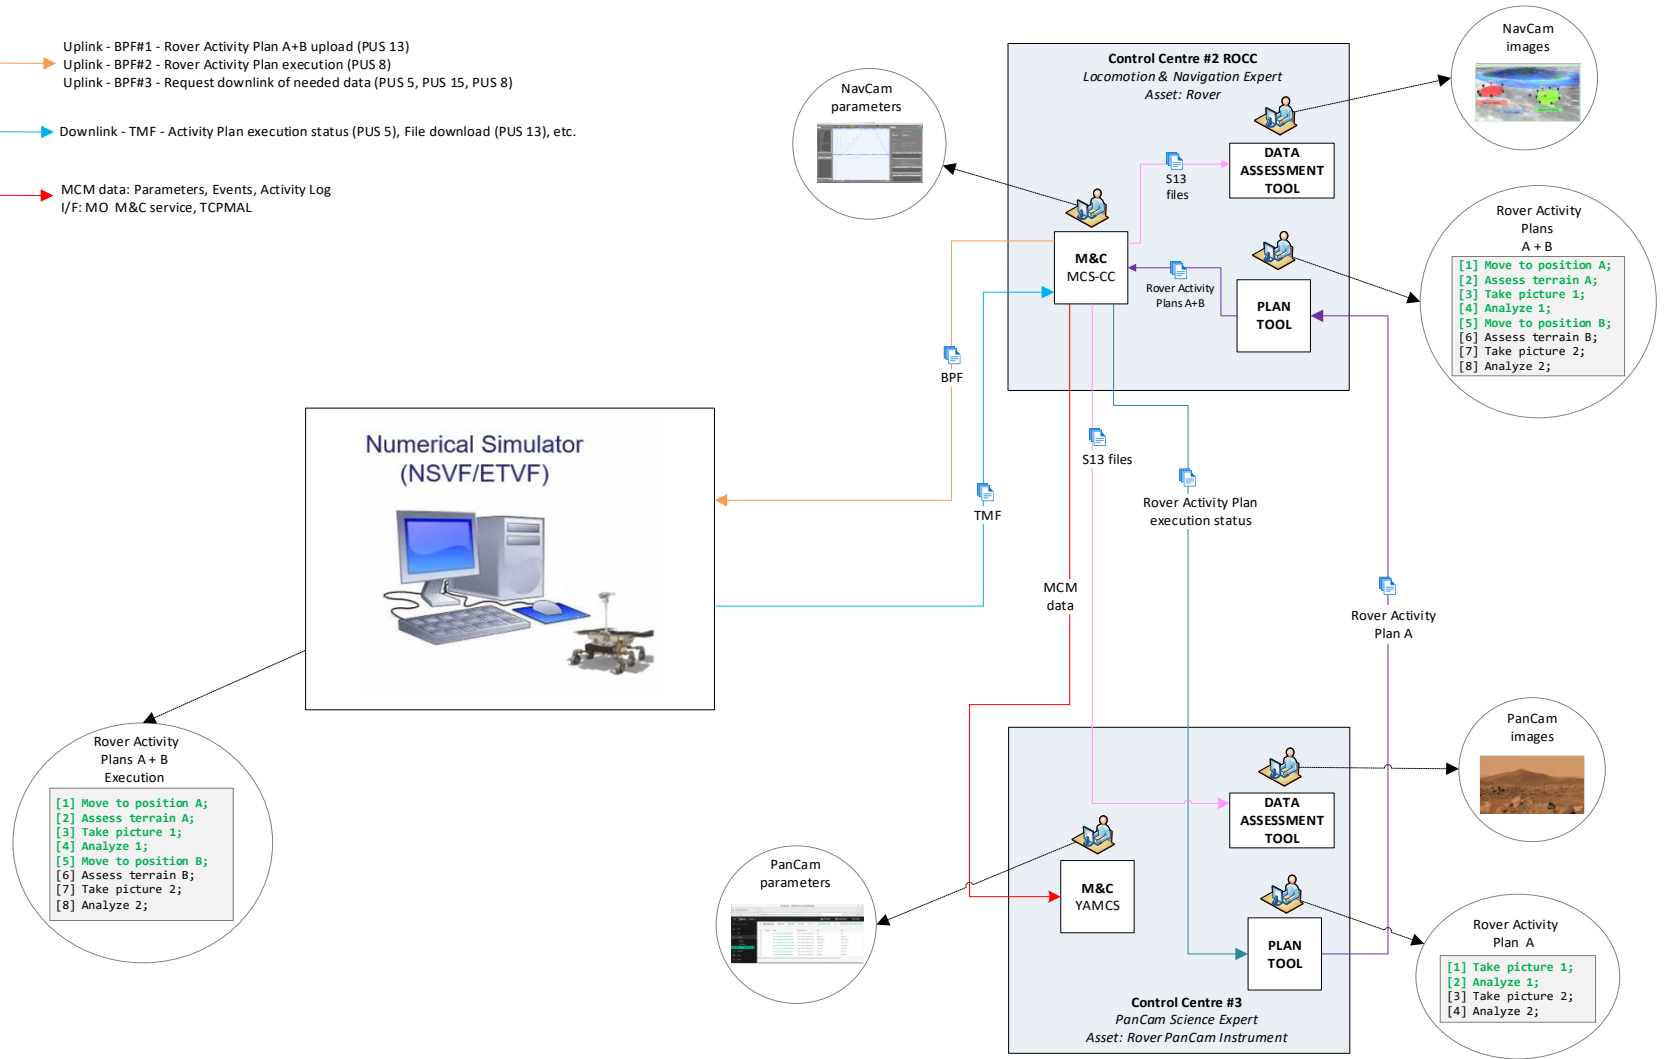 Uplink - BPF#1 - Rover Activity Plan A+B upload (PUS 13)
Uplink - BPF#2 - Rover Activity Plan execution (PUS 8)
Uplink - BPF#3 - Request downlink of needed data (PUS 5, PUS 15, PUS 8)
Downlink - TMF - Activity Plan execution status (PUS 5), File download (PUS 13), etc.
MCM data: Parameters, Events, Activity Log
I/F: MO M&C service, TCPMAL
NavCam
parameters
Control Centre #2 ROCC
Locomotion & Navigation Expert
Asset: Rover
NavCam
images
DATA
ASSESSMENT
TOOL
S13
files
M&C
MCS-CC
Rover Activity
Plans A+B
PLAN
TOOL
Rover Activity
Plans
A + B
[1] Move to position A;
[2] Assess terrain A;
[3] Take picture 1;
[4] Analyze 1;
[5] Move to position B;
[6] Assess terrain B;
[7] Take picture 2;
[8] Analyze 2;
BPF
TMF
Numerical Simulator
(NSVF/ETVF)
S13 files
Rover Activity Plan
execution status
MCM
data
Rover Activity
Plan A
Rover Activity
Plans A + B
Execution
[1] Move to position A;
[2] Assess terrain A;
[3] Take picture 1;
[4] Analyze 1;
[5] Move to position B;
[6] Assess terrain B;
[7] Take picture 2;
[8] Analyze 2;
PanCam
parameters
PanCam
images
DATA
ASSESSMENT
TOOL
M&C
YAMCS
PLAN
TOOL
Control Centre #3
PanCam Science Expert
Asset: Rover PanCam Instrument
Rover Activity
Plan A
[1] Take picture 1;
[2] Analyze 1;
[3] Take picture 2;
[4] Analyze 2;